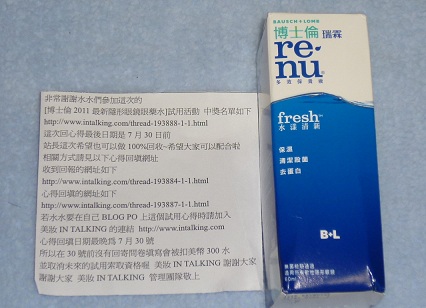 非常謝謝水水們參加這次的
[博士倫 2011 最新隱形眼鏡眼藥水]試用活動 中獎名單如下
http://www.intalking.com/thread-193888-1-1.html
這次回心得最後日期是 7 月 30 日前
站長這次希望也可以做 100%回收~希望大家可以配合啦
相關方式請見以下心得回填網址
收到回報的網址如下
http://www.intalking.com/thread-193884-1-1.html
心得回填的網址如下
http://www.intalking.com/thread-193887-1-1.html
若水水要在自己 BLOG PO 上這個試用心得時請加入
美妝 IN TALKING 的連結 http://www.intalking.com
心得回填日期最晚為 7 月 30 號
所以在 30 號前沒有回寄問卷填寫會被扣美幣 300 水
並取消未來的試用索取資格喔 美妝 IN TALKING 謝謝大家
謝謝大家 美妝 IN TALKING 管理團隊敬上
BAUSCH + LOMB
博士倫 瑞霖
re·
nu
多效保養液
fresh™
水漾清新
保濕
清潔殺菌
去蛋白
B+L